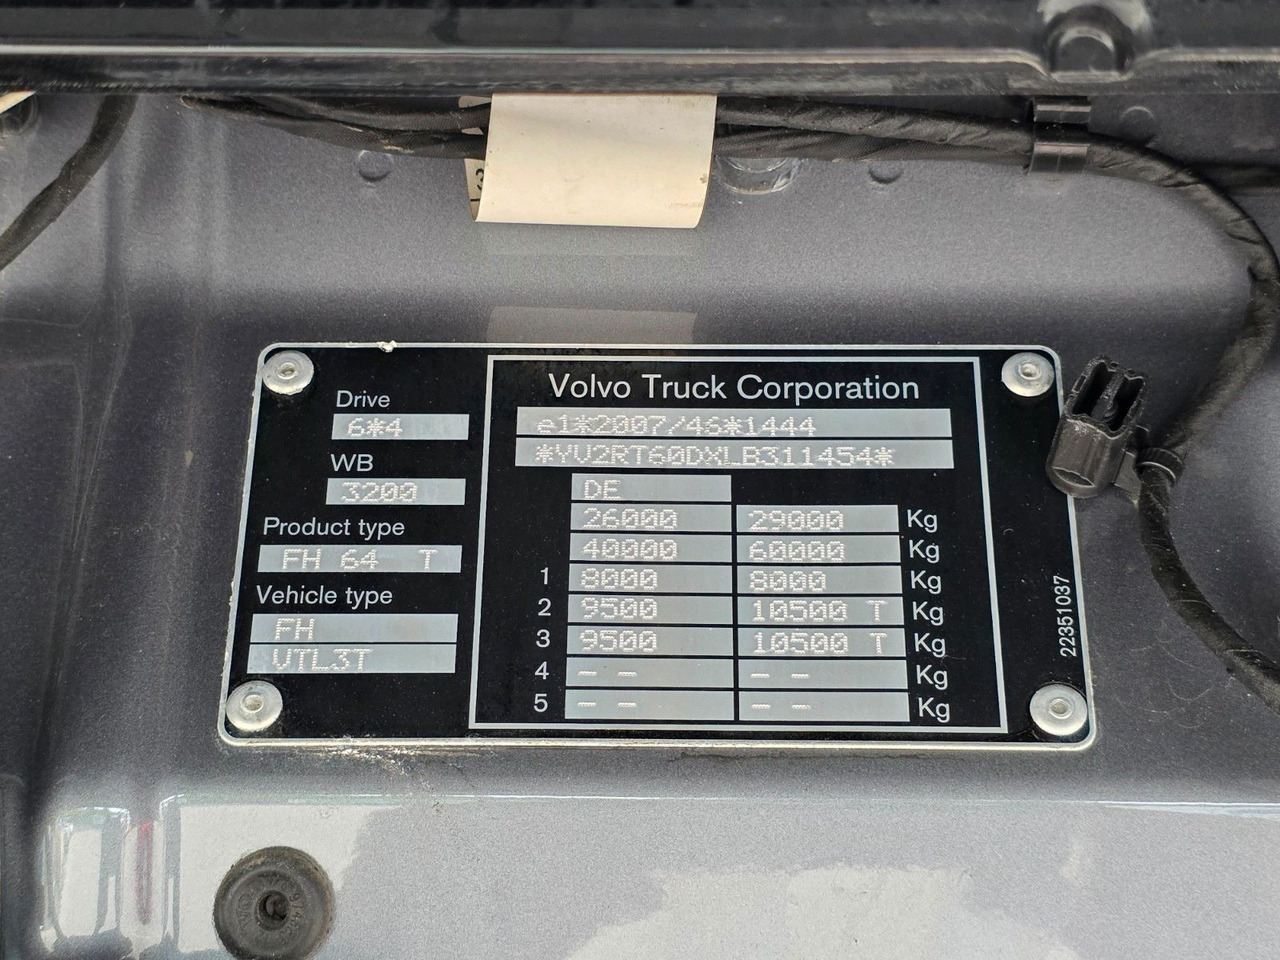 Volvo Truck Corporation
Drive
6*4
WB
3200
Product type
FH 64 T
Vehicle type
FH
VTL3T
e1*2007/46*1444
*YV2RT60DXLB311454*
DE
26000 29000 Kg
40000 60000 Kg
1 8000 8000 Kg
2 9500 10500 T Kg
3 9500 10500 T Kg
4 -- -- Kg
5 -- -- Kg
22351037